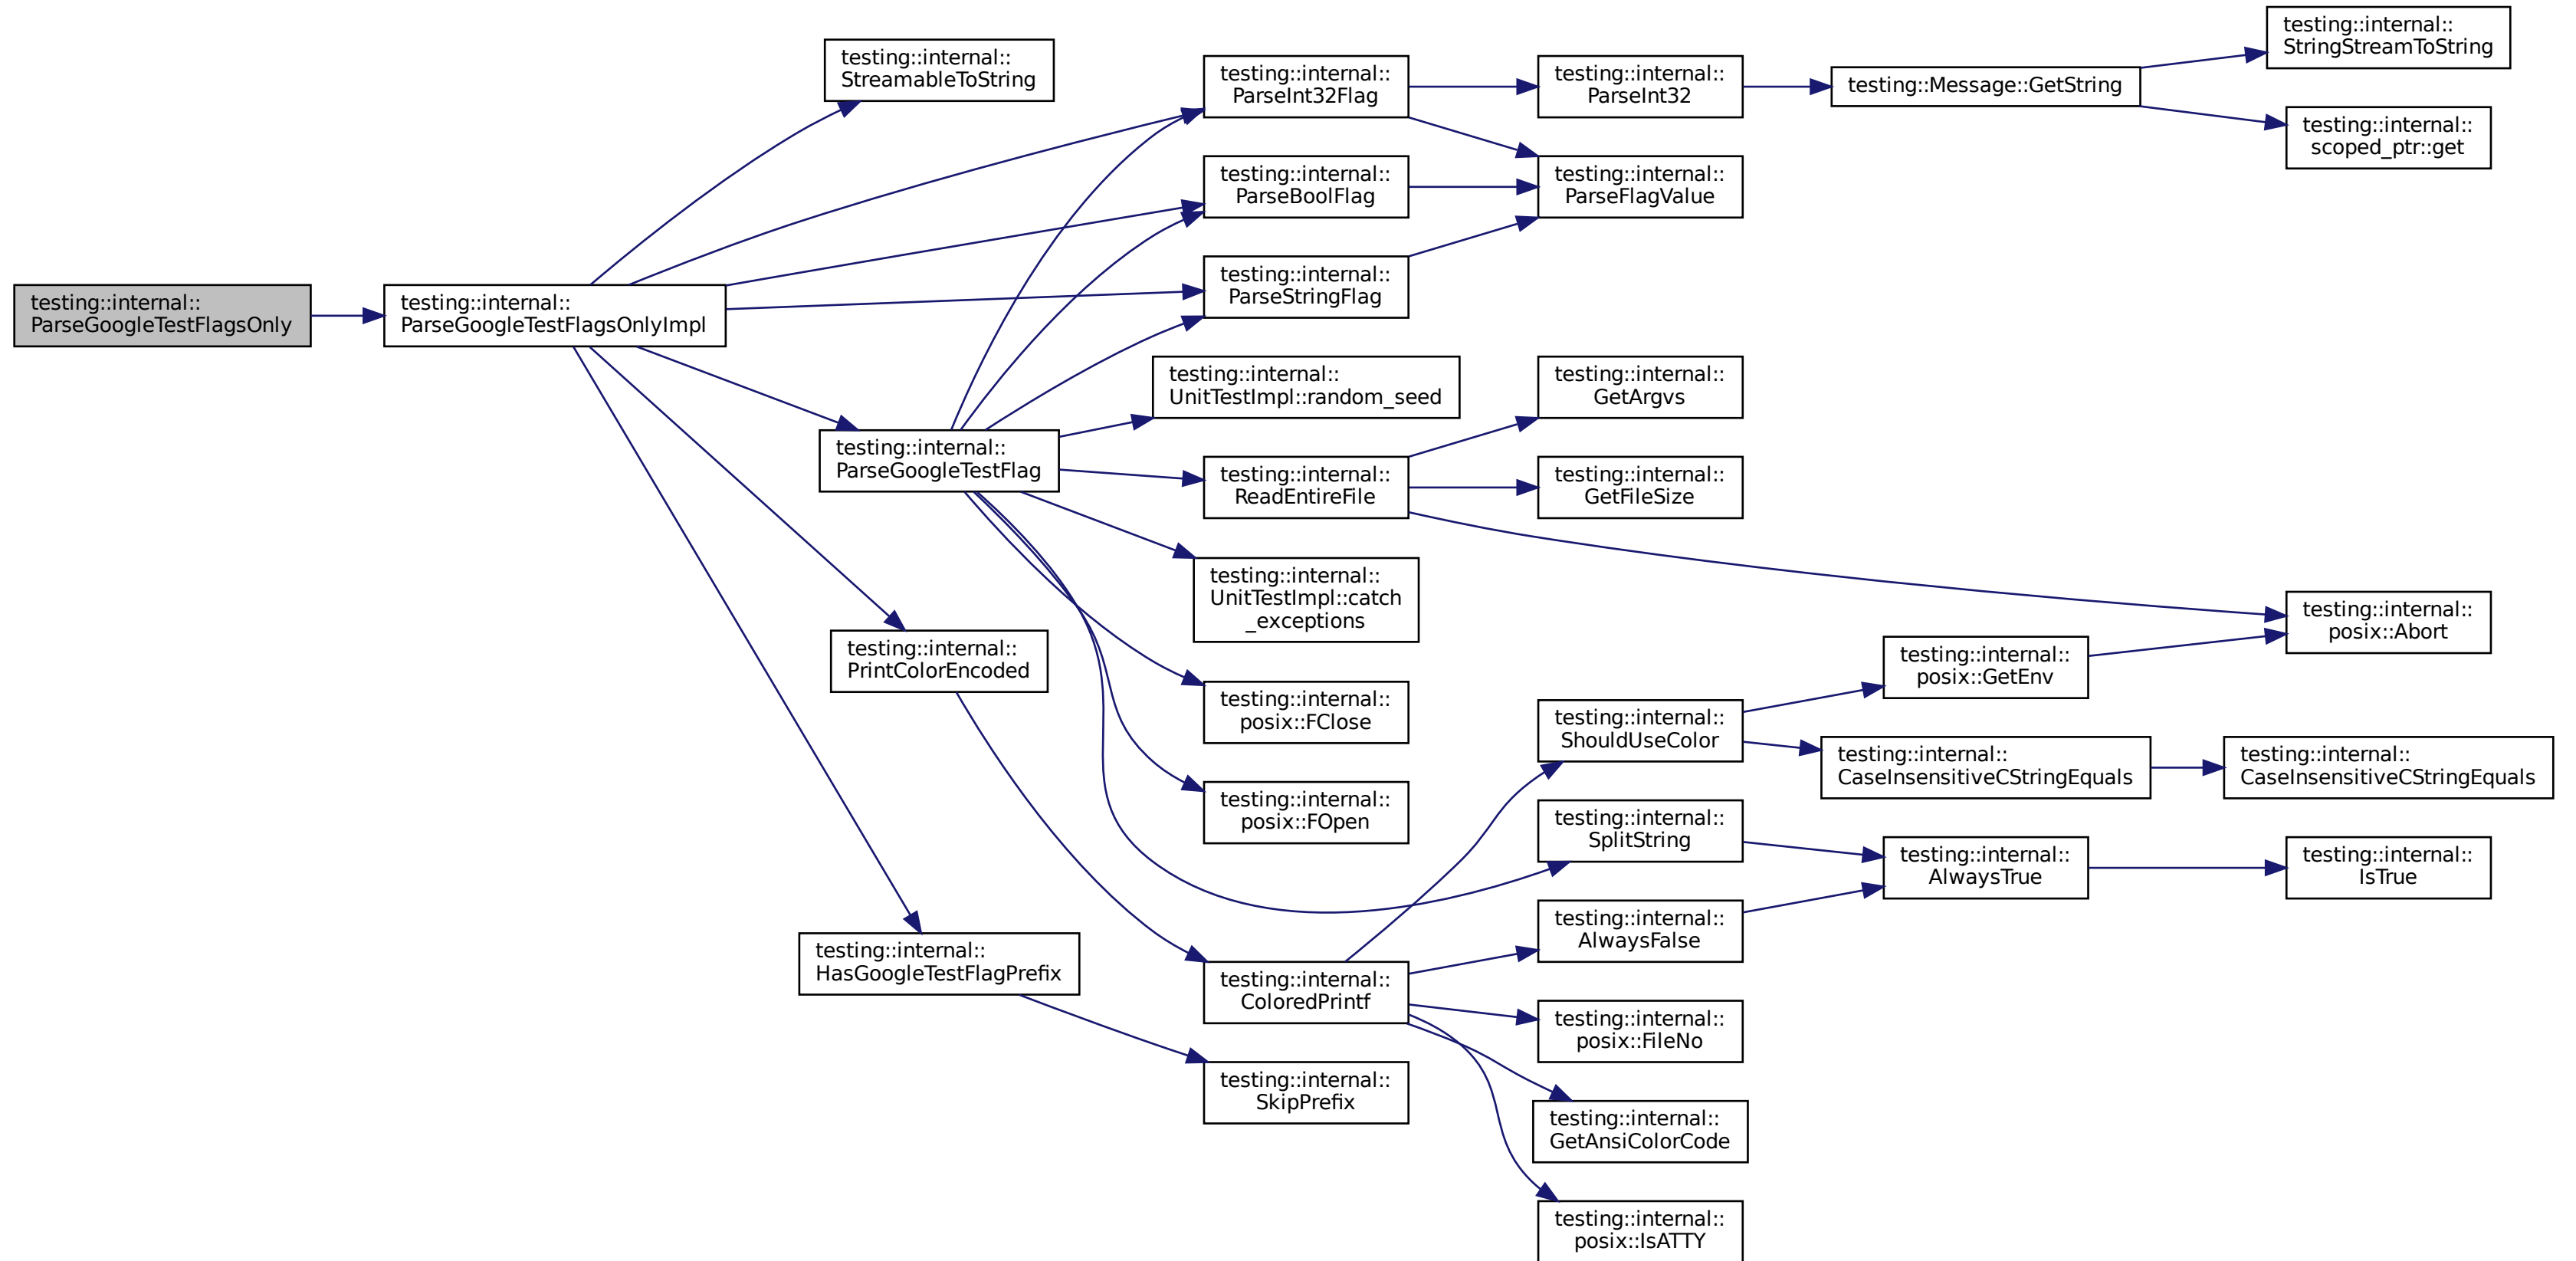 testing::internal::
ParseGoogleTestFlagsOnly
testing::internal::
ParseGoogleTestFlagsOnlyImpl
testing::internal::
StreamableToString
testing::internal::
ParseGoogleTestFlag
testing::internal::
PrintColorEncoded
testing::internal::
HasGoogleTestFlagPrefix
testing::internal::
ParseInt32Flag
testing::internal::
ParseBoolFlag
testing::internal::
ParseStringFlag
testing::internal::
UnitTestImpl::random_seed
testing::internal::
ReadEntireFile
testing::internal::
UnitTestImpl::catch
_exceptions
testing::internal::
posix::FClose
testing::internal::
posix::FOpen
testing::internal::
ColoredPrintf
testing::internal::
SkipPrefix
testing::internal::
ParseInt32
testing::internal::
ParseFlagValue
testing::internal::
GetArgvs
testing::internal::
GetFileSize
testing::internal::
ShouldUseColor
testing::internal::
SplitString
testing::internal::
AlwaysFalse
testing::internal::
posix::FileNo
testing::internal::
GetAnsiColorCode
testing::internal::
posix::IsATTY
testing::Message::GetString
testing::internal::
posix::GetEnv
testing::internal::
CaseInsensitiveCStringEquals
testing::internal::
AlwaysTrue
testing::internal::
StringStreamToString
testing::internal::
scoped_ptr::get
testing::internal::
posix::Abort
testing::internal::
CaseInsensitiveCStringEquals
testing::internal::
IsTrue